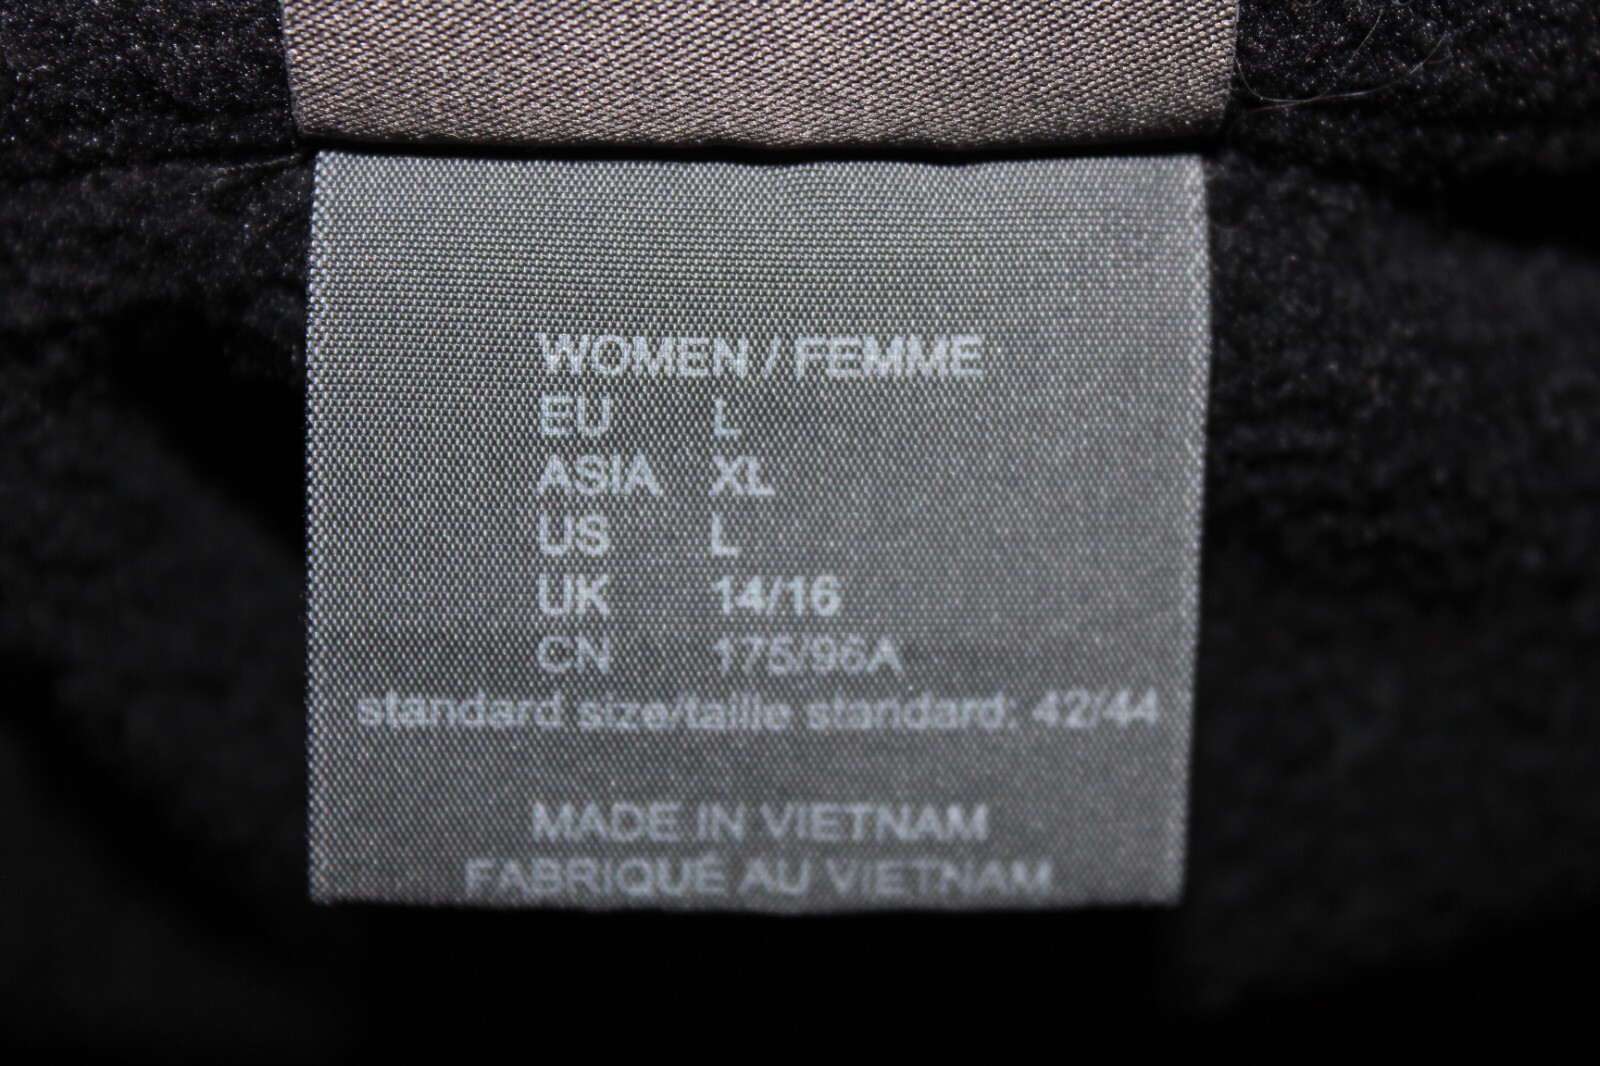 WOMEN / FEMME
EU L
ASIA XL
US L
UK 14/16
CN 175/96A
standard size/taille standard: 42/44
MADE IN VIETNAM
FABRIQUÉ AU VIETNAM